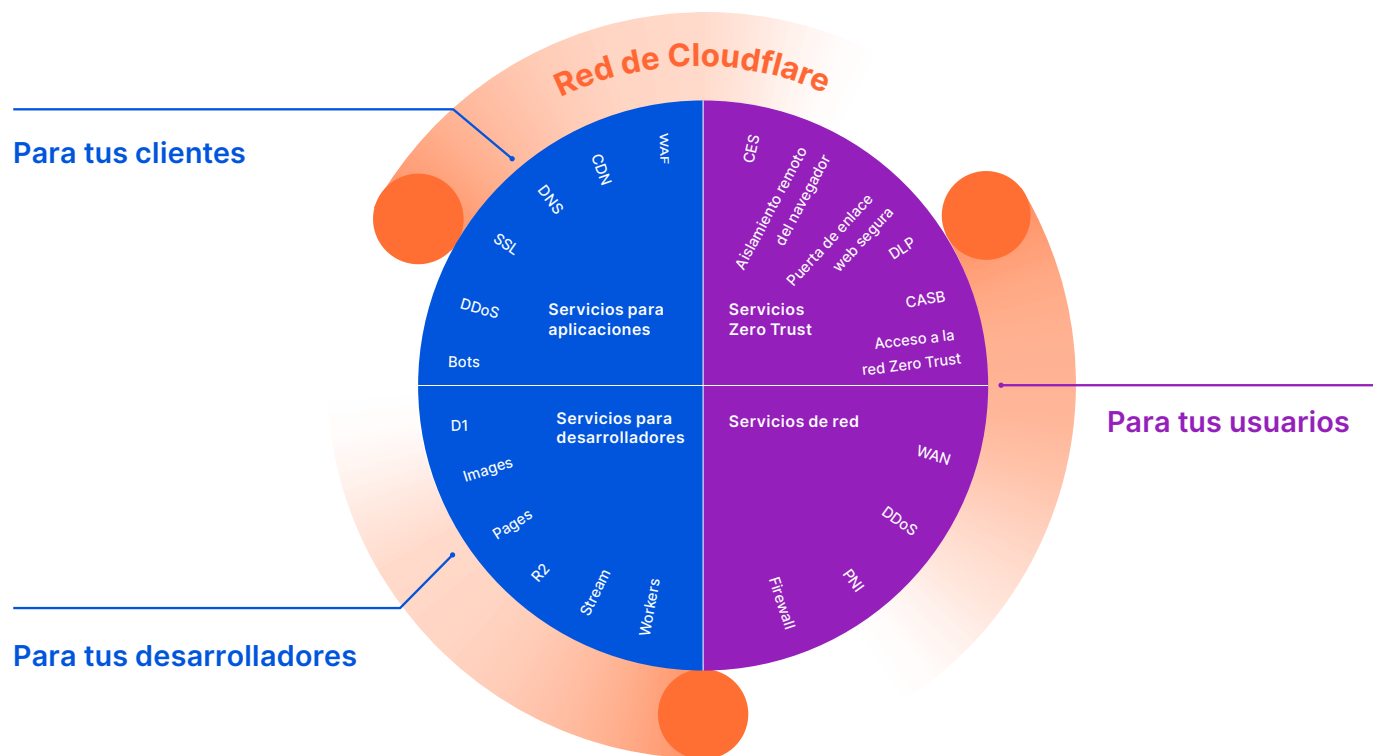 Red de Cloudflare
Para tus clientes
WAF
CDN
DNS
SSL
DDoS
Bots
Servicios para
aplicaciones
CES
Aislamiento remoto
del navegador
Puerta de enlace
web segura
DLP
CASB
Acceso a la
red Zero Trust
Servicios
Zero Trust
Para tus usuarios
Servicios para
desarrolladores
D1
Images
Pages
R2
Stream
Workers
Servicios de red
WAN
DDoS
PNI
Firewall
Para tus desarrolladores